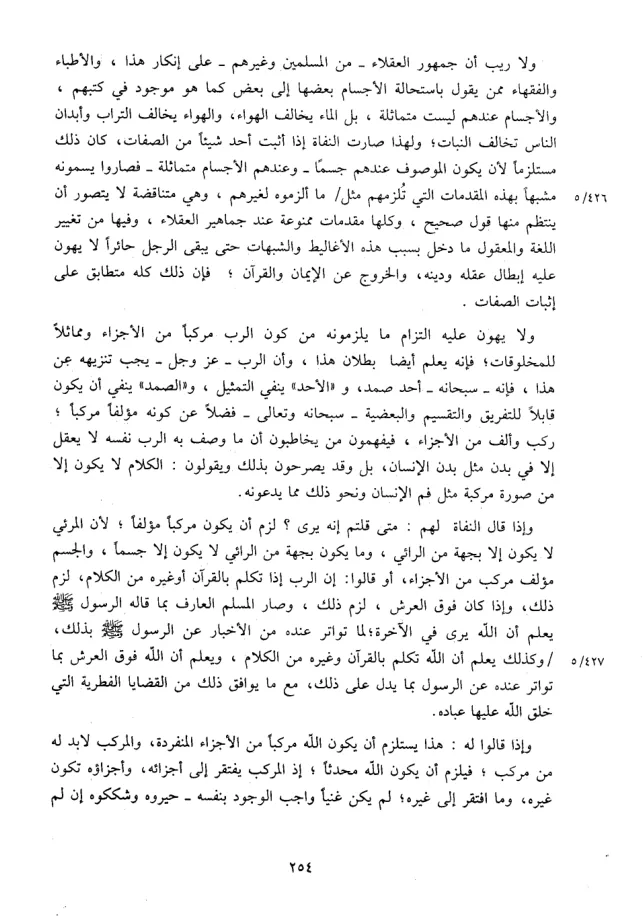 ولا ريب أن جمهور العقلاء ـ من المسلمين وغيرهم ـ على إنكار هذا ، والأطباء
والفقهاء ممن يقول باستحالة الأجسام بعضها إلى بعض كما هو موجود في كتبهم ،
والأجسام عندهم ليست متماثلة ، بل الماء يخالف الهواء، والهواء يخالف التراب وأبدان
الناس تخالف النبات؛ ولهذا صارت النفاة إذا أثبت أحد شيئاً من الصفات، كان ذلك
مستلزماً لأن يكون الموصوف عندهم جسمًا ـ وعندهم الأجسام متماثلة ـ فصاروا يسمونه
مشبهاً بهذه المقدمات التي تُلزمهم مثل/ ما ألزموه لغيرهم ، وهي متناقضة لا يتصور أن ٥/٤٢٦
ينتظم منها قول صحيح ، وكلها مقدمات ممنوعة عند جماهير العقلاء ، وفيها من تغيير
اللغة والمعقول ما دخل بسبب هذه الأغاليط والشبهات حتى يبقى الرجل حائراً لا يهون
عليه إبطال عقله ودينه، والخروج عن الإيمان والقرآن ؛ فإن ذلك كله متطابق على
إثبات الصفات .
ولا يهون عليه التزام ما يلزمونه من كون الرب مركباً من الأجزاء ومماثلاً
للمخلوقات؛ فإنه يعلم أيضا بطلان هذا ، وأن الرب ـ عز وجل ـ يجب تنزيهه عن
هذا ، فإنه ـ سبحانه ـ أحد صمد، و «الأحد» ينفي التمثيل ، و«الصمد» ينفي أن يكون
قابلاً للتفريق والتقسيم والبعضية ـ سبحانه وتعالى ـ فضلاً عن كونه مؤلفاً مركباً ؛
ركب وألف من الأجزاء ، فيفهمون من يخاطبون أن ما وصف به الرب نفسه لا يعقل
إلا في بدن مثل بدن الإنسان، بل وقد يصرحون بذلك ويقولون : الكلام لا يكون إلا
من صورة مركبة مثل فم الإنسان ونحو ذلك مما يدعونه.
وإذا قال النفاة لهم : متى قلتم إنه يرى ؟ لزم أن يكون مركباً مؤلفاً ؛ لأن المرئي
لا يكون إلا بجهة من الرائي ، وما يكون بجهة من الرائي لا يكون إلا جسماً ، والجسم
مؤلف مركب من الأجزاء، أو قالوا: إن الرب إذا تكلم بالقرآن أوغيره من الكلام، لزم
ذلك، وإذا كان فوق العرش ، لزم ذلك ، وصار المسلم العارف بما قاله الرسول ﷺ
يعلم أن الله يرى في الآخرة؛لما تواتر عنده من الأخبار عن الرسول ﷺ بذلك،
/وكذلك يعلم أن الله تكلم بالقرآن وغيره من الكلام ، ويعلم أن الله فوق العرش بما ٥/٤٢٧
تواتر عنده عن الرسول بما يدل على ذلك، مع ما يوافق ذلك من القضايا الفطرية التي
خلق الله عليها عباده.
وإذا قالوا له : هذا يستلزم أن يكون الله مركباً من الأجزاء المنفردة، والمركب لابد له
من مركب ؛ فيلزم أن يكون الله محدثاً ؛ إذ المركب يفتقر إلى أجزائه، وأجزاؤه تكون
غيره، وما افتقر إلى غيره؛ لم يكن غنياً واجب الوجود بنفسه ـ حيروه وشككوه إن لم
٢٥٤